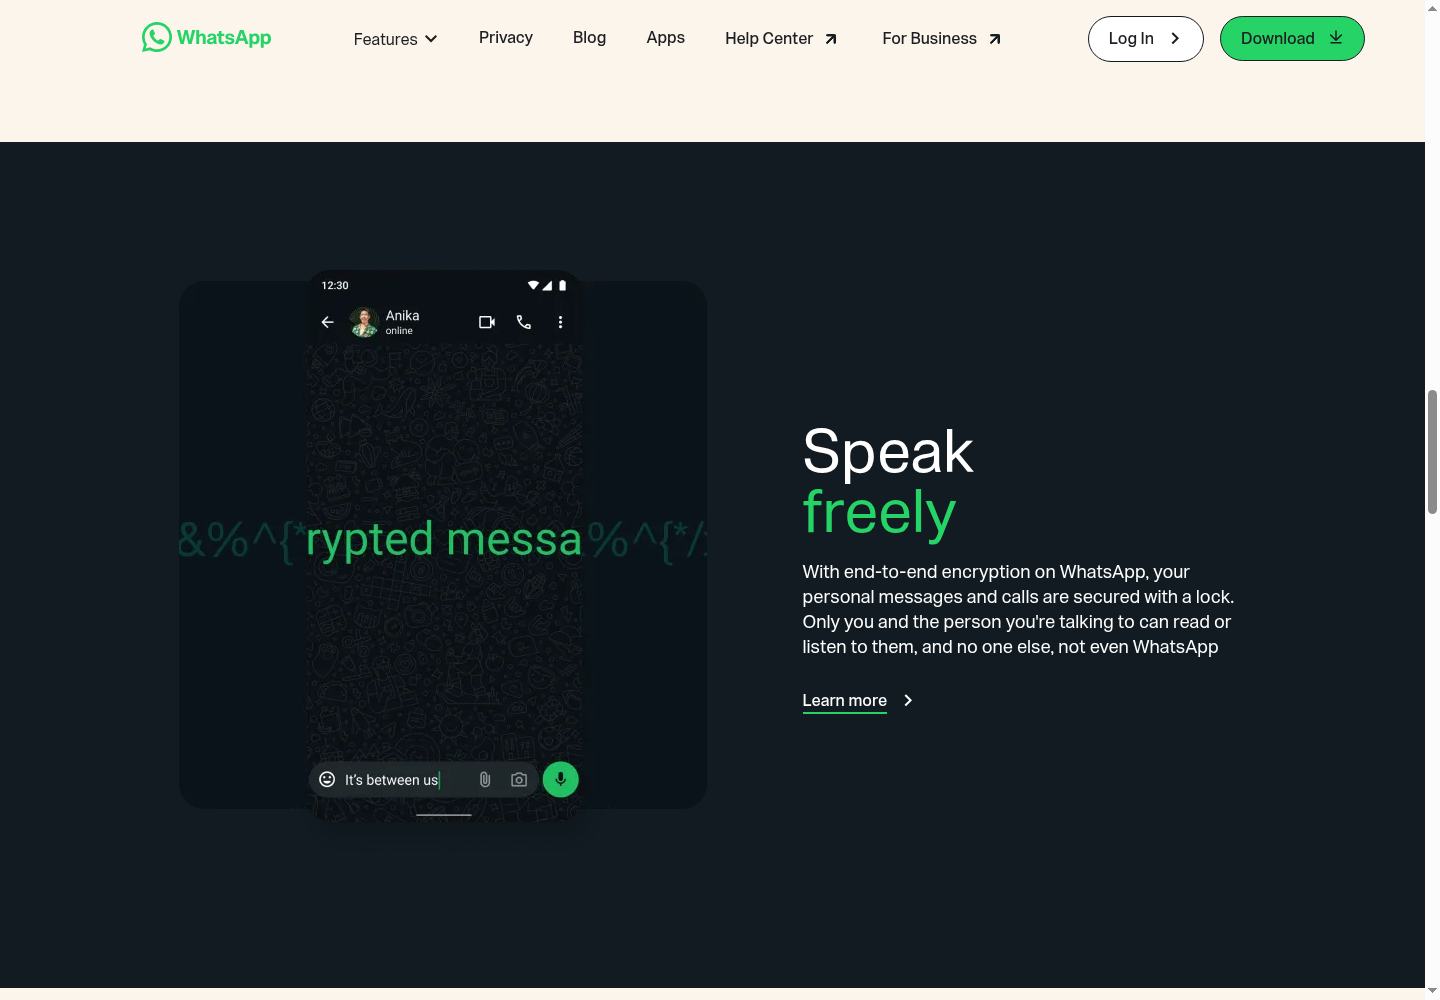 WhatsApp
Features
Privacy
Blog
Apps
Help Center
For Business
Log In
Download
12:30
Anika
online
&%^{*rypted messa%^{*/
It's between us
Speak
freely
With end-to-end encryption on WhatsApp, your
personal messages and calls are secured with a lock.
Only you and the person you're talking to can read or
listen to them, and no one else, not even WhatsApp
Learn more